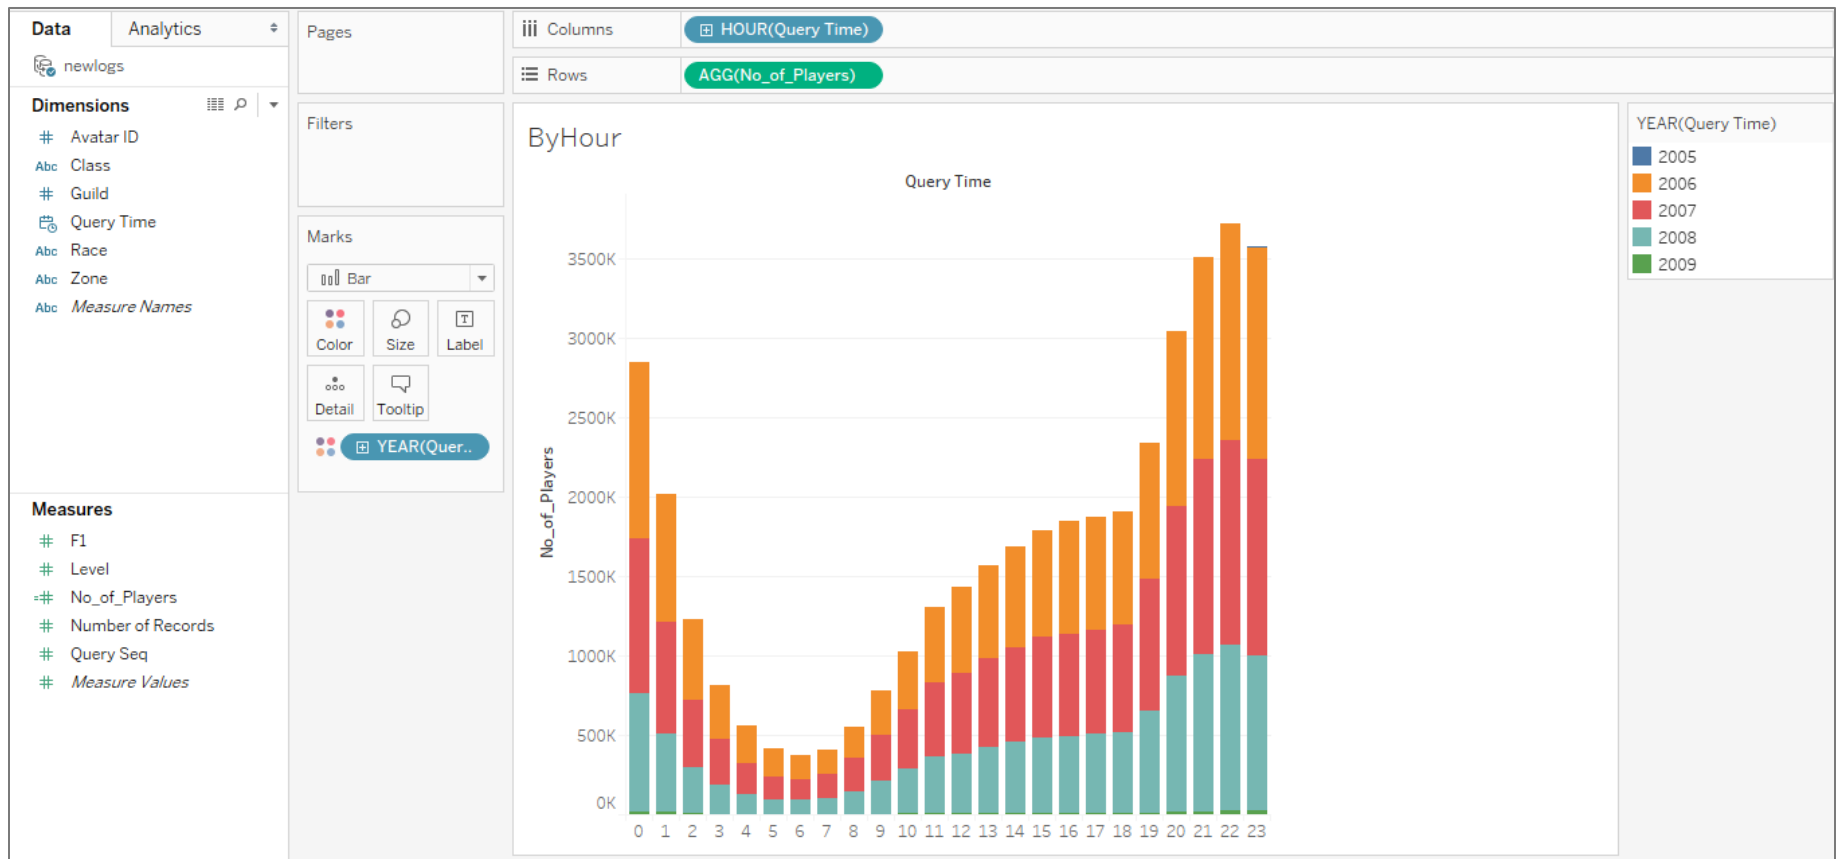 Data
Analytics
newlogs
Dimensions
Avatar ID
Abc Class
Guild
Query Time
Abc Race
Abc Zone
Abc Measure Names
Measures
F1
Level
=# No_of_Players
Number of Records
Query Seq
Measure Values
Pages
Filters
Marks
Bar
Color Size Label
Detail Tooltip
YEAR(Quer..
Columns HOUR(Query Time)
Rows AGG(No_of_Players)
ByHour
Query Time
No_of_Players
3500K
3000K
2500K
2000K
1500K
1000K
500K
0K
0 1 2 3 4 5 6 7 8 9 10 11 12 13 14 15 16 17 18 19 20 21 22 23
YEAR(Query Time)
2005
2006
2007
2008
2009